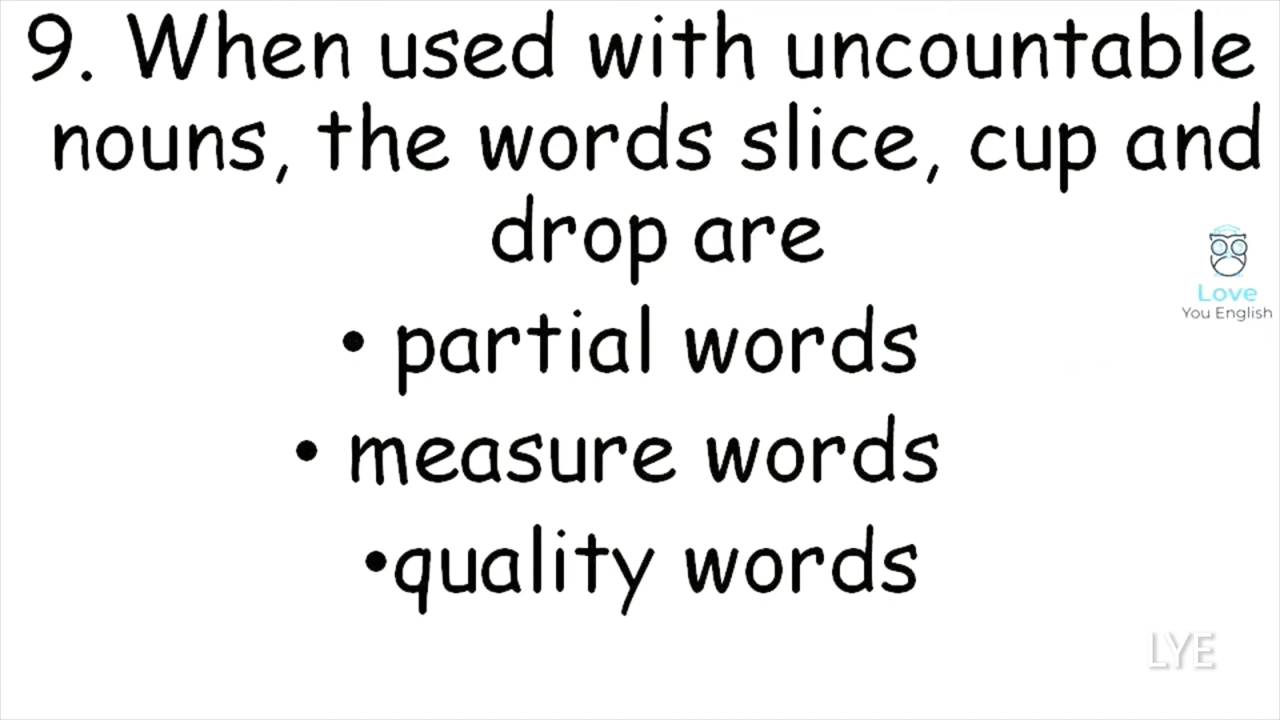 9. When used with uncountable
nouns, the words slice, cup and
drop are
• partial words
• measure words
•quality words
Love
You English
LYE